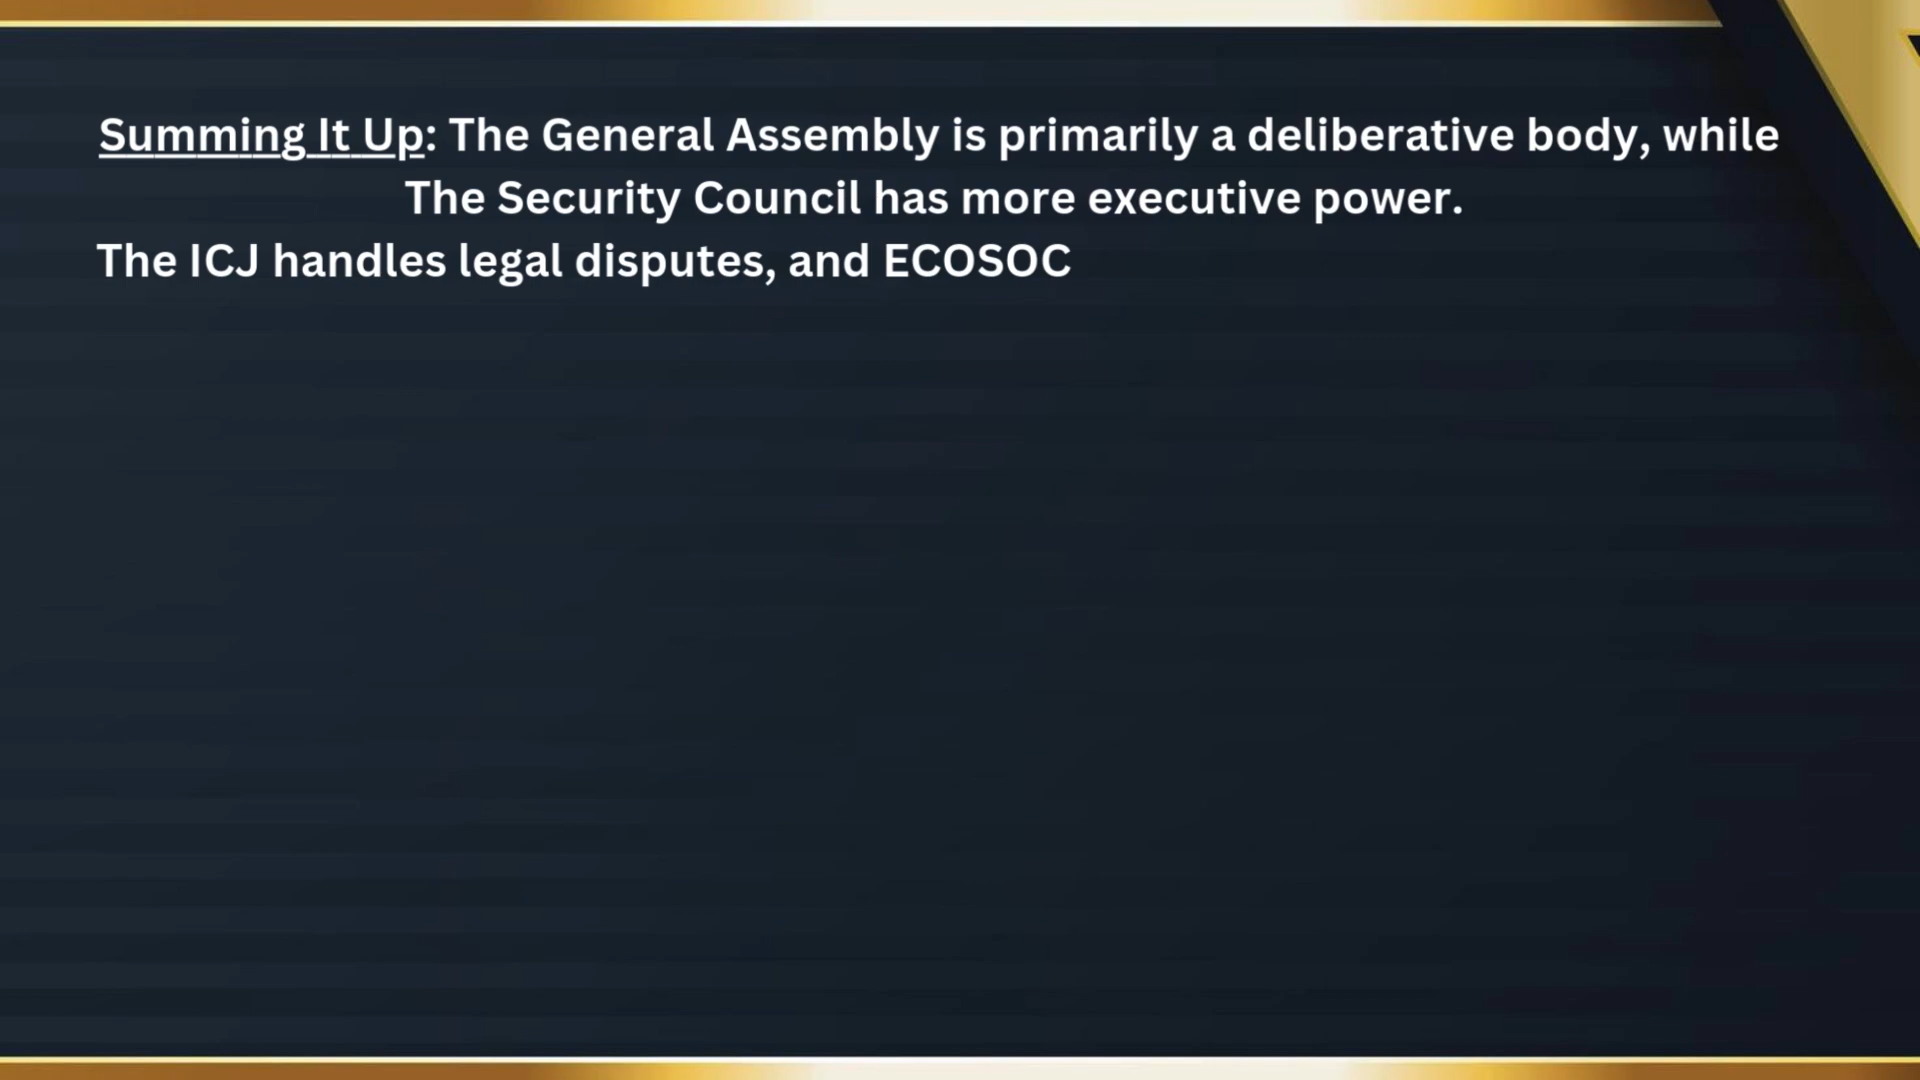 Summing It Up: The General Assembly is primarily a deliberative body, while
The Security Council has more executive power.
The ICJ handles legal disputes, and ECOSOC